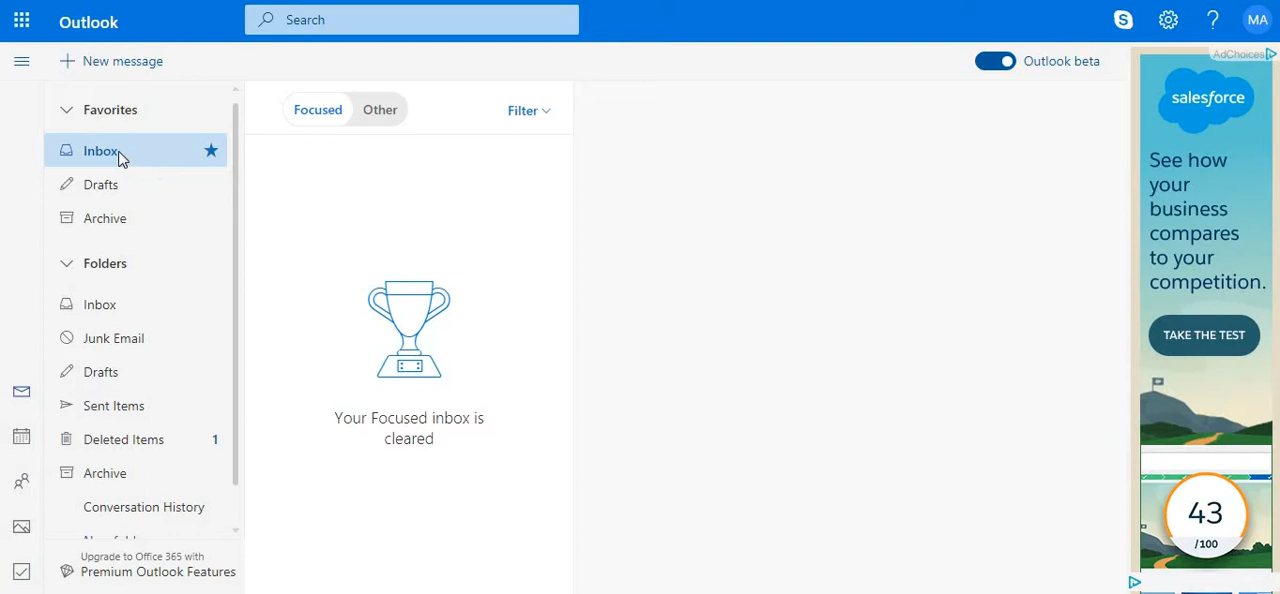 Outlook
Search
S
?
MA
New message
Outlook beta
Favorites
Inbox
Drafts
Archive
Folders
Inbox
Junk Email
Drafts
Sent Items
Deleted Items 1
Archive
Conversation History
Upgrade to Office 365 with
Premium Outlook Features
Focused Other
Filter
Your Focused inbox is
cleared
AdChoices
salesforce
See how
your
business
compares
to your
competition.
TAKE THE TEST
43
/100